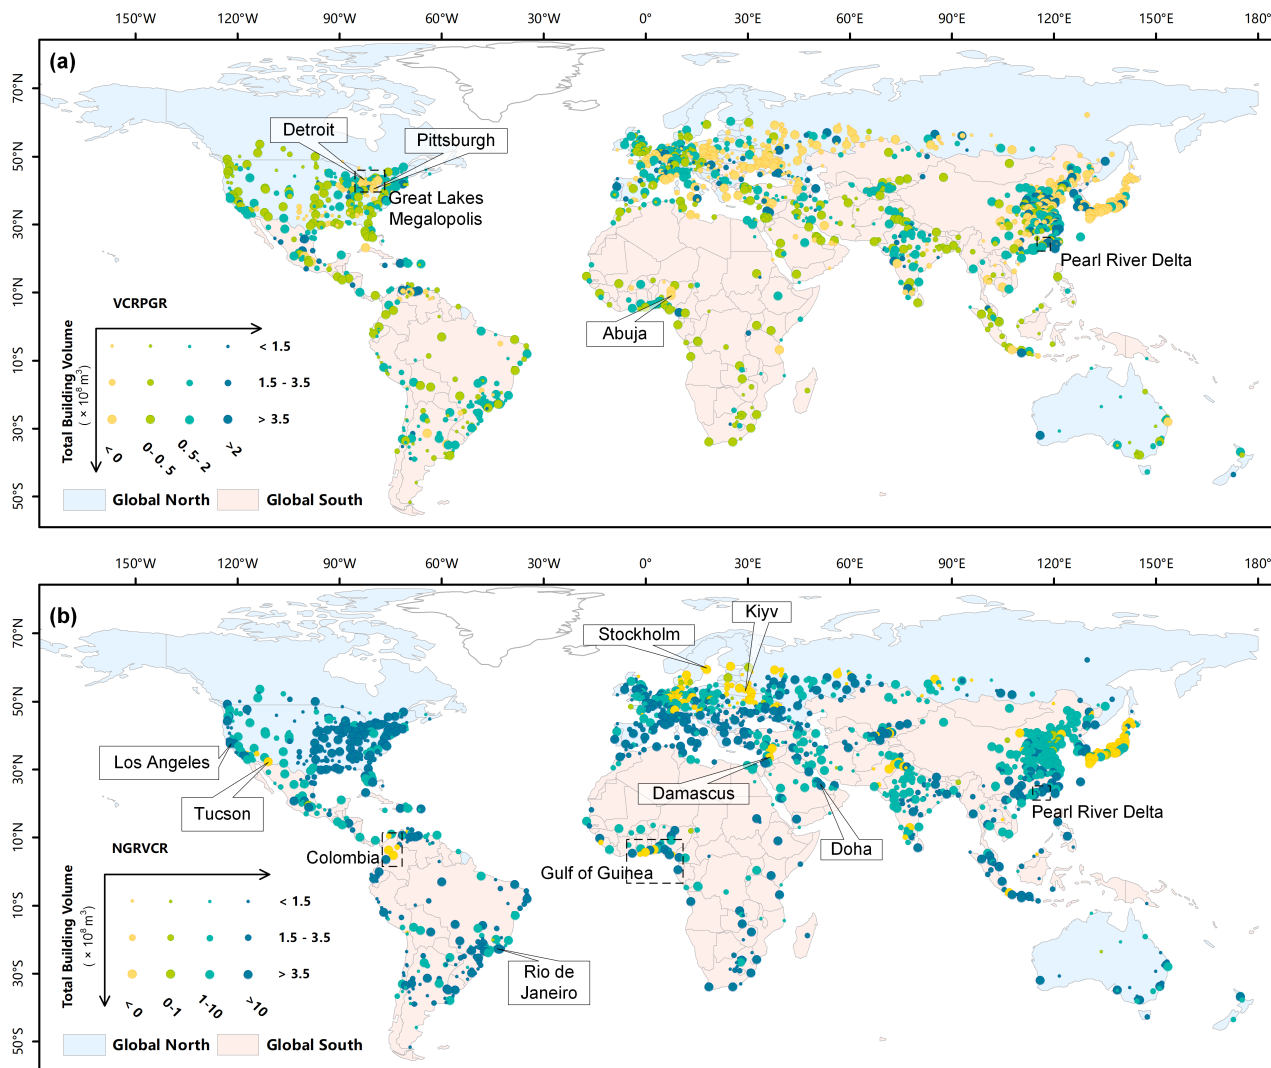 150°W 120°W 90°W 60°W 30°W 0° 30°E 60°E 90°E 120°E 150°E 180°
(a)
70°N
Detroit
Pittsburgh
50°N
Great Lakes
Megalopolis
30°N
Pearl River Delta
10°N
VCRPGR
Abuja
Total Building Volume
(×10⁸m³)
< 1.5
10°S
1.5 - 3.5
> 3.5
30°S
< 0
0- 0.5
0.5- 2
>2
50°S
Global North
Global South
150°W 120°W 90°W 60°W 30°W 0° 30°E 60°E 90°E 120°E 150°E 180°
(b)
Kiyv
Stockholm
70°N
50°N
Los Angeles
30°N
Damascus
Tucson
Pearl River Delta
10°N
Doha
NGRVCR
Colombia
Gulf of Guinea
Total Building Volume
(×10⁸m³)
< 1.5
10°S
1.5 - 3.5
> 3.5
30°S
Rio de
Janeiro
< 0
0-1
1-10
>10
50°S
Global North
Global South